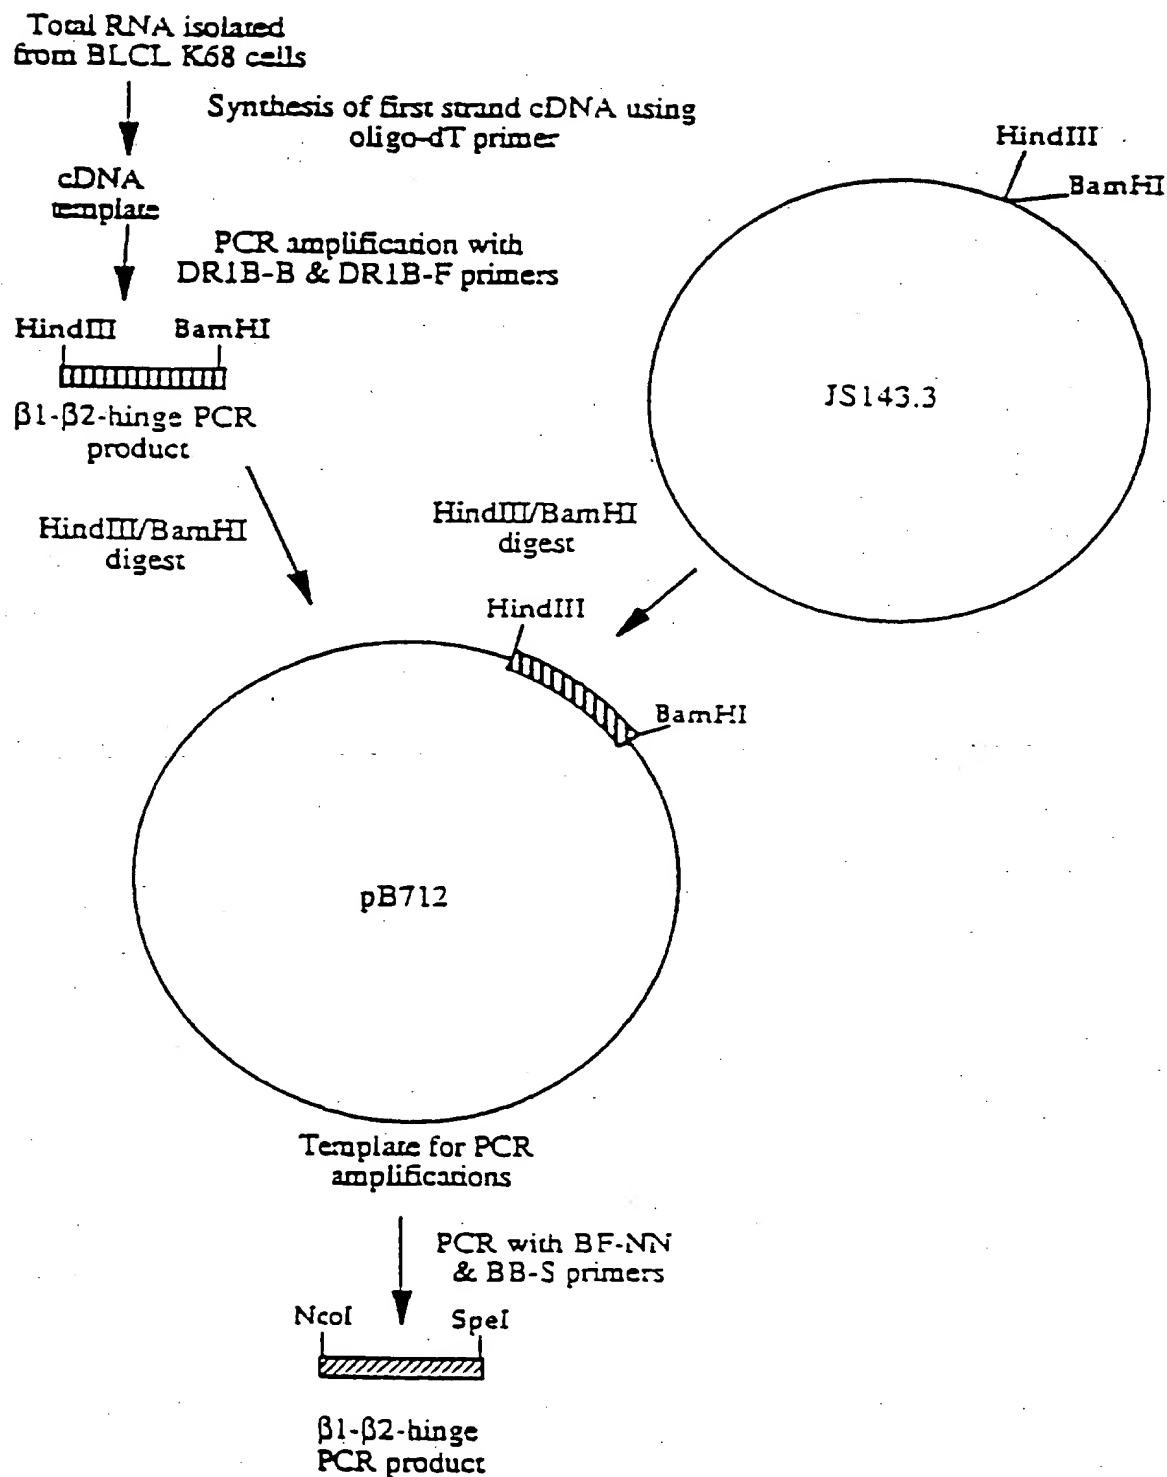 Total RNA isolated
from BLCL K68 cells
Synthesis of first strand cDNA using
oligo-dT primer
cDNA
template
PCR amplification with
DR1B-B & DR1B-F primers
HindIII
BamHI
β1-β2-hinge PCR
product
HindIII/BamHI
digest
HindIII
BamHI
JS143.3
HindIII/BamHI
digest
HindIII
BamHI
pB712
Template for PCR
amplifications
PCR with BF-NN
& BB-S primers
NcoI
SpeI
β1-β2-hinge
PCR product